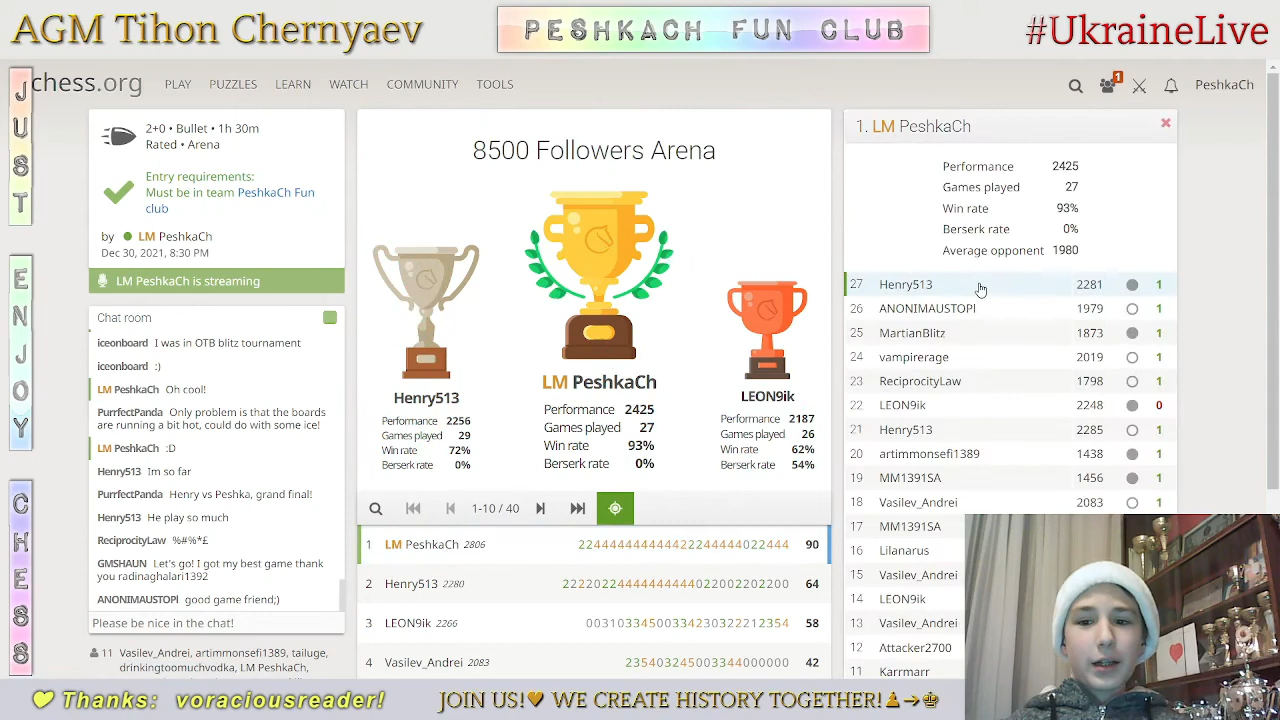 AGM Tihon Chernyaev
PESHKACH FUN CLUB
#UkraineLive
JUST
ENJOY
CHESS
chess.org
PLAY PUZZLES LEARN WATCH COMMUNITY TOOLS
1
PeshkaCh
2+0 • Bullet • 1h 30m
Rated • Arena
Entry requirements:
Must be in team PeshkaCh Fun
club
by LM PeshkaCh
Dec 30, 2021, 8:30 PM
LM PeshkaCh is streaming
Chat room
iceonboard I was in OTB blitz tournament
iceonboard :)
LM PeshkaCh Oh cool!
PurrfectPanda Only problem is that the boards
are running a bit hot, could do with some ice!
LM PeshkaCh :D
Henry513 Im so far
PurrfectPanda Henry vs Peshka, grand final!
Henry513 He play so much
ReciprocityLaw %#%*£
GMSHAUN Let's go! I got my best game thank
you radinaghalari1392
ANONIMAUSTOPl good game friend;)
Please be nice in the chat!
11 Vasilev_Andrei, artimmonsefi1389, tailuge,
drinkingtoomuchvodka, LM PeshkaCh,
8500 Followers Arena
Henry513
Performance 2256
Games played 29
Win rate 72%
Berserk rate 0%
LM PeshkaCh
Performance 2425
Games played 27
Win rate 93%
Berserk rate 0%
LEON9ik
Performance 2187
Games played 26
Win rate 62%
Berserk rate 54%
1-10 / 40
1 LM PeshkaCh 2806 224444444444422244444022444 90
2 Henry513 2280 22220224444444444022002202200 64
3 LEON9ik 2266 00310334500334230322212354 58
4 Vasilev_Andrei 2083 235403245003344000000 42
1. LM PeshkaCh
Performance 2425
Games played 27
Win rate 93%
Berserk rate 0%
Average opponent 1980
27 Henry513 2281 1
26 ANONIMAUSTOPl 1979 1
25 MartianBlitz 1873 1
24 vampirerage 2019 1
23 ReciprocityLaw 1798 1
22 LEON9ik 2248 0
21 Henry513 2285 1
20 artimmonsefi1389 1438 1
19 MM1391SA 1456 1
18 Vasilev_Andrei 2083 1
17 MM1391SA
16 Lilanarus
15 Vasilev_Andrei
14 LEON9ik
13 Vasilev_Andrei
12 Attacker2700
11 Karrmarr
Thanks: voraciousreader!
JOIN US! WE CREATE HISTORY TOGETHER!